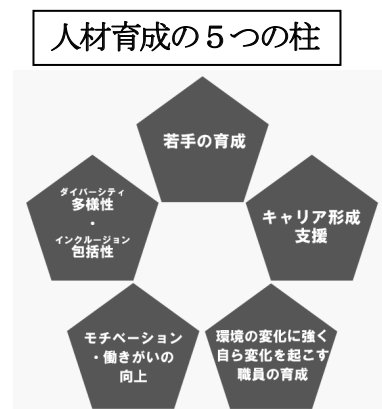 人材育成の５つの柱
若手の育成
ダイバーシティ
多様性
・
インクルージョン
包括性
キャリア形成
支援
モチベーション
・働きがいの
向上
環境の変化に強く
自ら変化を起こす
職員の育成